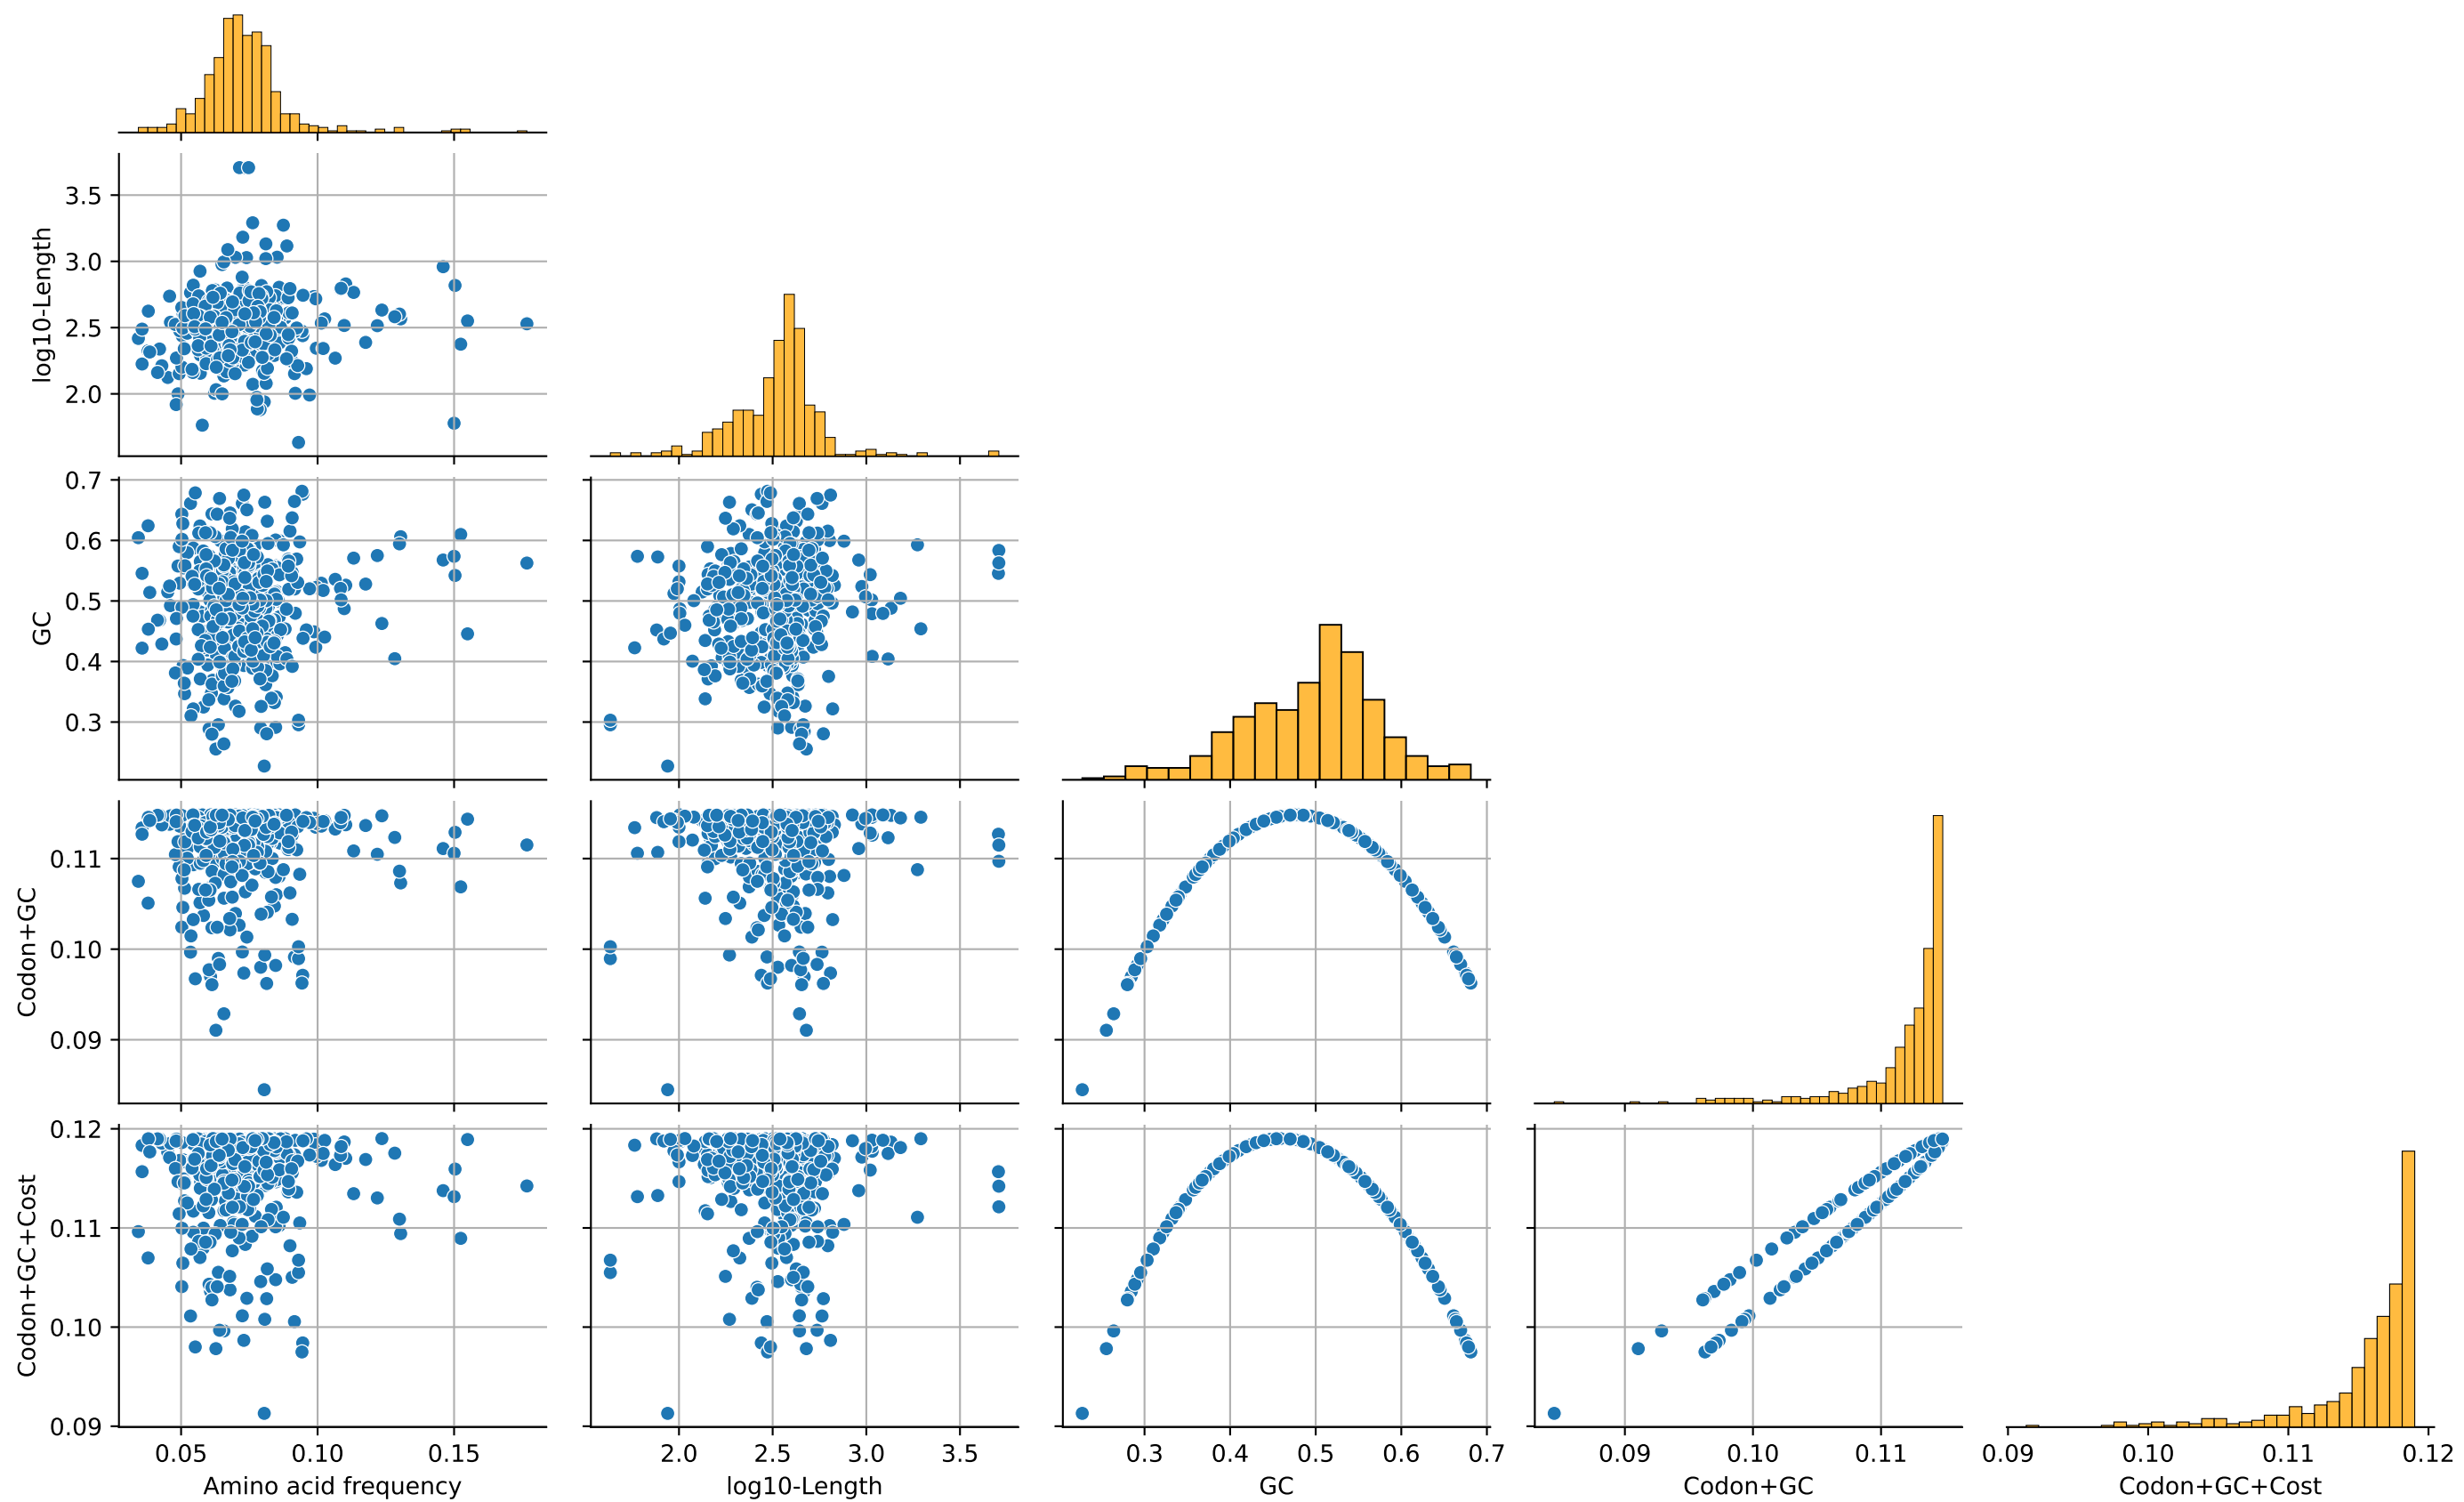 3.5
3.0
2.5
2.0
log10-Length
0.7
0.6
0.5
0.4
0.3
GC
0.11
0.10
0.09
Codon+GC
0.12
0.11
0.10
0.09
Codon+GC+Cost
0.05 0.10 0.15
Amino acid frequency
2.0 2.5 3.0 3.5
log10-Length
0.3 0.4 0.5 0.6 0.7
GC
0.09 0.10 0.11
Codon+GC
0.09 0.10 0.11 0.12
Codon+GC+Cost